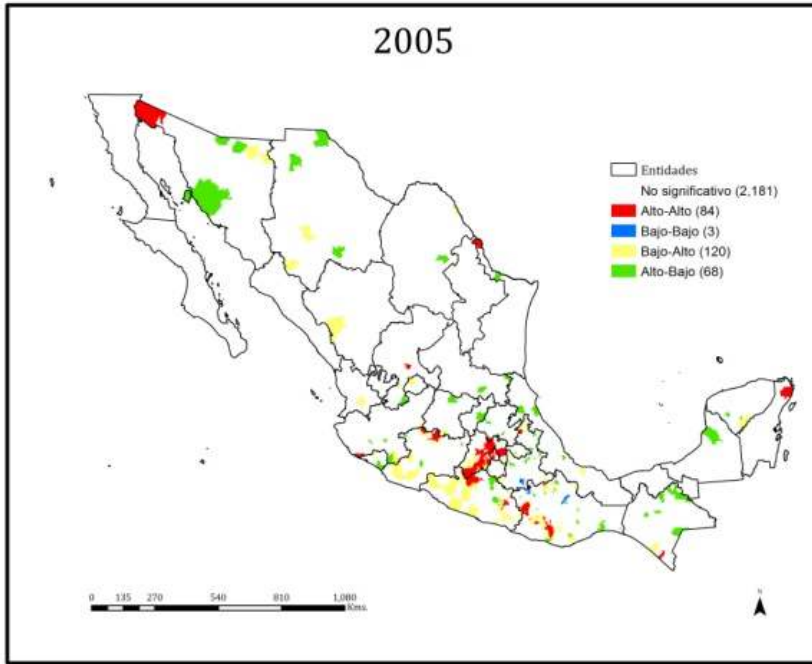 2005
Entidades
No significativo (2,181)
Alto-Alto (84)
Bajo-Bajo (3)
Bajo-Alto (120)
Alto-Bajo (68)
0 135 270 540 810 1,080
Kms.
N